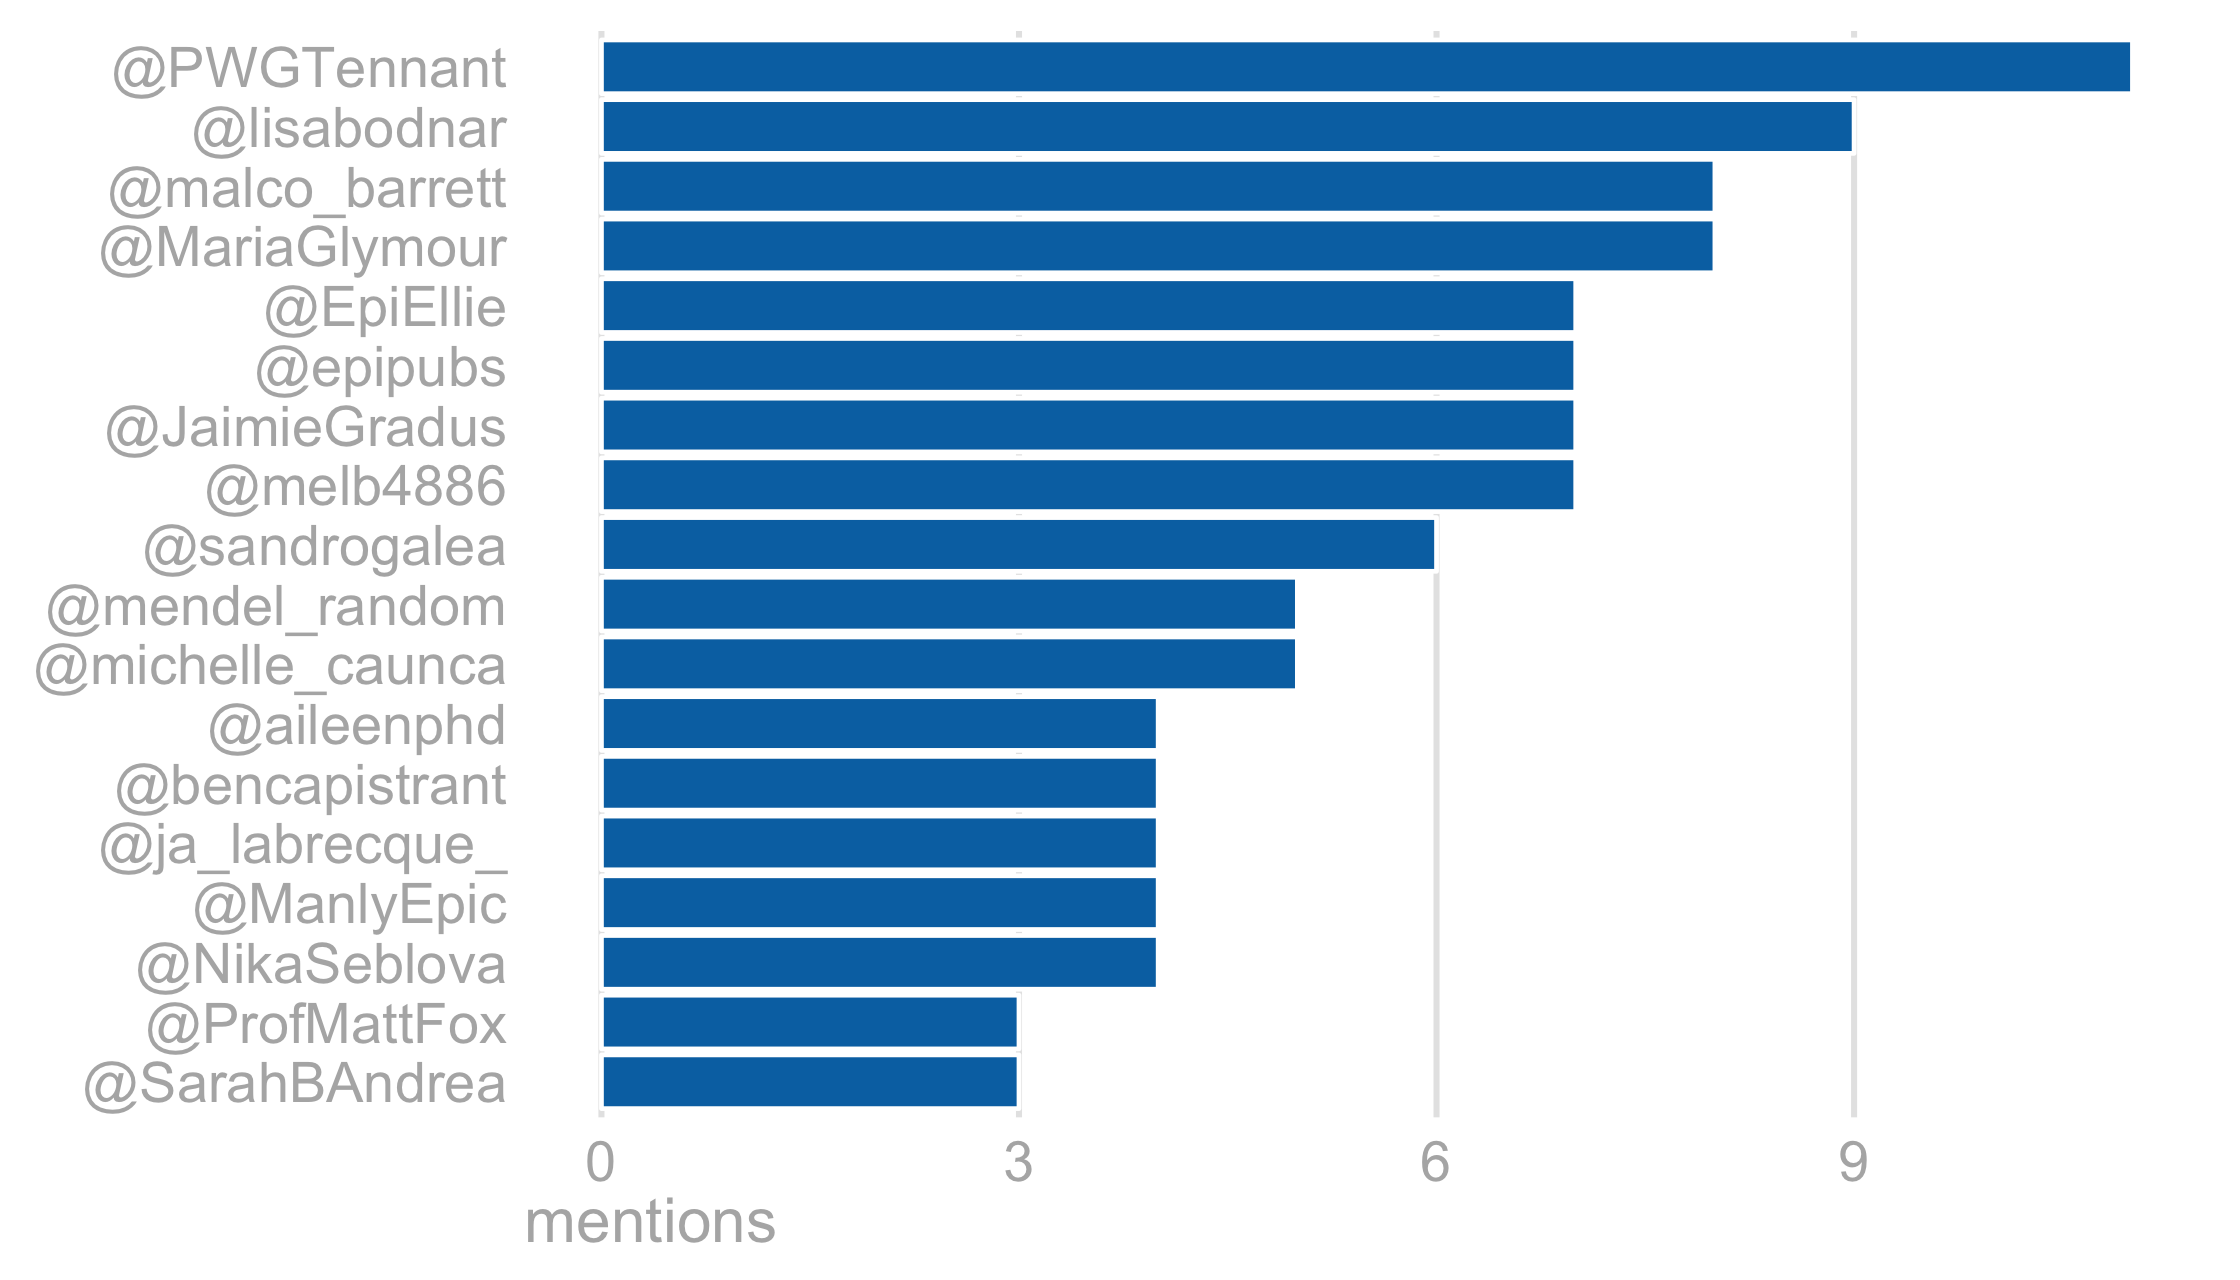 @PWGTennant
@lisabodnar
@malco_barrett
@MariaGlymour
@EpiEllie
@epipubs
@JaimieGradus
@melb4886
@sandrogalea
@mendel_random
@michelle_caunca
@aileenphd
@bencapistrant
@ja_labrecque_
@ManlyEpic
@NikaSeblova
@ProfMattFox
@SarahBAndrea
0 3 6 9
mentions